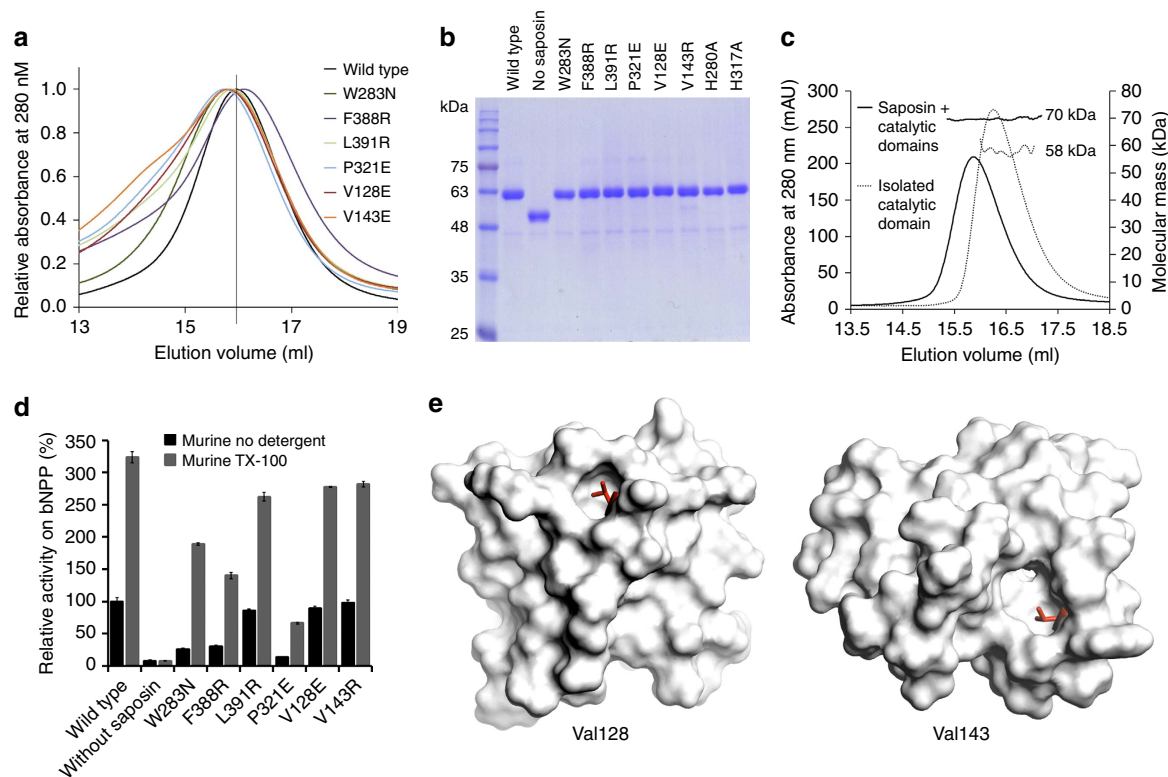 a
Relative absorbance at 280 nM
1.0
0.8
0.6
0.4
0.2
0.0
13
15
17
19
Elution volume (ml)
Wild type
W283N
F388R
L391R
P321E
V128E
V143E
b
Wild type
No saposin
W283N
F388R
L391R
P321E
V128E
V143R
H280A
H317A
kDa
75
63
48
35
25
c
Absorbance at 280 nm (mAU)
300
250
200
150
100
50
0
13.5
14.5
15.5
16.5
17.5
18.5
Elution volume (ml)
Saposin +
catalytic
domains
Isolated
catalytic
domain
70 kDa
58 kDa
80
70
60
50
40
30
20
10
0
Molecular mass (kDa)
d
Relative activity on bNPP (%)
350
300
250
200
150
100
50
0
Murine no detergent
Murine TX-100
Wild type
Without saposin
W283N
F388R
L391R
P321E
V128E
V143R
e
Val128
Val143